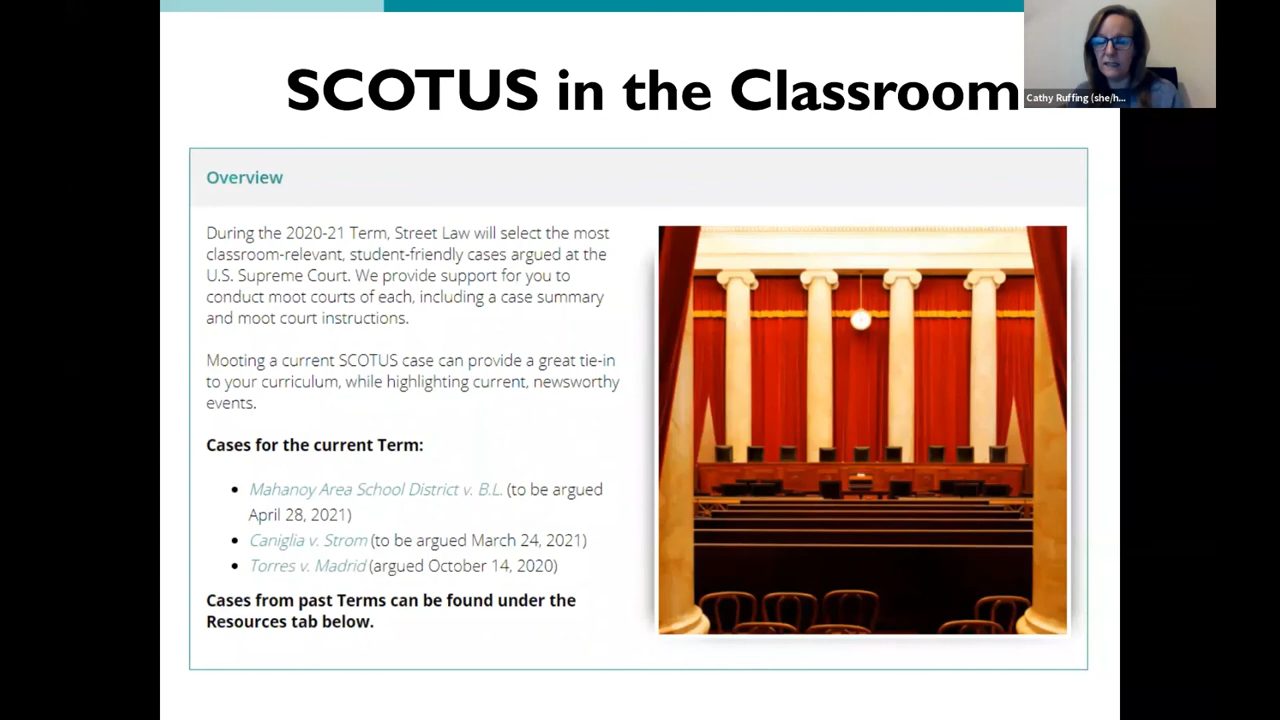 SCOTUS in the Classroom
Cathy Ruffing (she/h...
Overview
During the 2020-21 Term, Street Law will select the most
classroom-relevant, student-friendly cases argued at the
U.S. Supreme Court. We provide support for you to
conduct moot courts of each, including a case summary
and moot court instructions.
Mooting a current SCOTUS case can provide a great tie-in
to your curriculum, while highlighting current, newsworthy
events.
Cases for the current Term:
• Mahanoy Area School District v. B.L. (to be argued
April 28, 2021)
• Caniglia v. Strom (to be argued March 24, 2021)
• Torres v. Madrid (argued October 14, 2020)
Cases from past Terms can be found under the
Resources tab below.